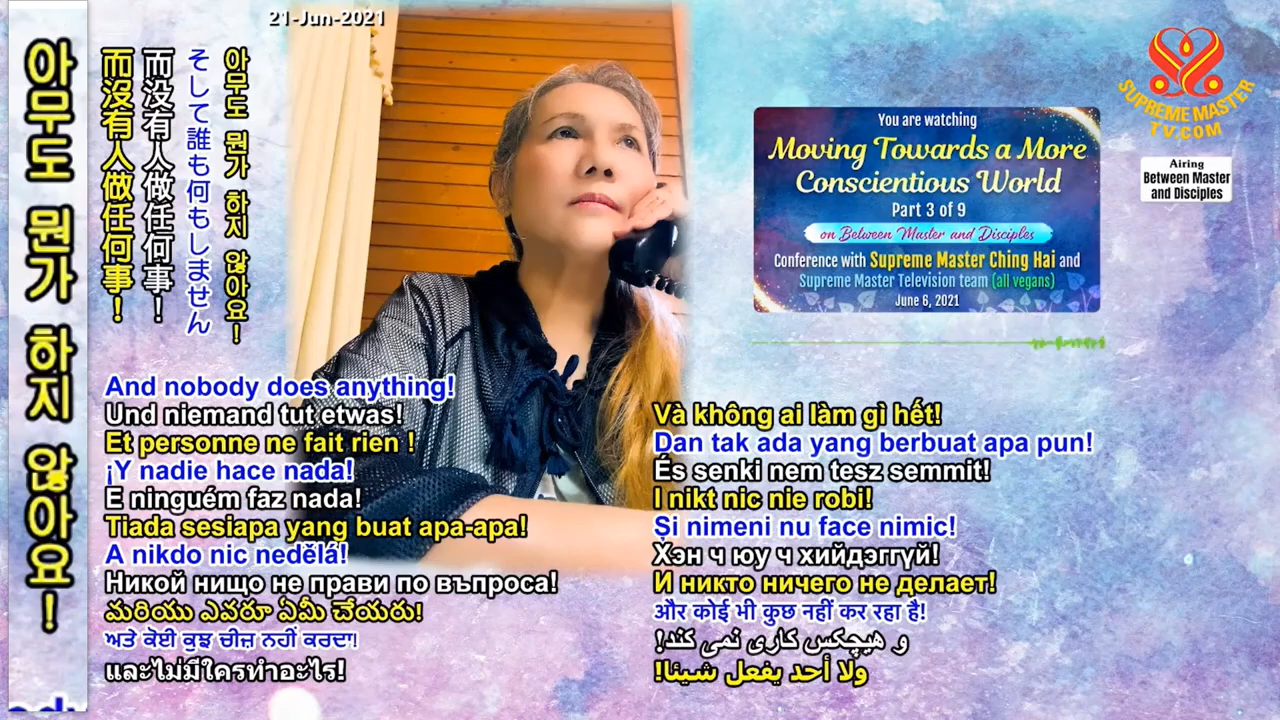 21-Jun-2021
아무도 뭔가 하지 않아요!
而沒有人做任何事！
而没有人做任何事！
そして誰も何もしません
아무도 뭔가 하지 않아요!
You are watching
Moving Towards a More
Conscientious World
Part 3 of 9
on Between Master and Disciples
Conference with Supreme Master Ching Hai and
Supreme Master Television team (all vegans)
June 6, 2021
SUPREME MASTER
TV.COM
Airing
Between Master
and Disciples
And nobody does anything!
Und niemand tut etwas!
Et personne ne fait rien !
¡Y nadie hace nada!
E ninguém faz nada!
Tiada sesiapa yang buat apa-apa!
A nikdo nic nedělá!
Никой нищо не прави по въпроса!
మరియు ఎవరూ ఏమీ చేయరు!
ਅਤੇ ਕੋਈ ਕੁਝ ਚੀਜ਼ ਨਹੀਂ ਕਰਦਾ!
และไม่มีใครทำอะไร!
Và không ai làm gì hết!
Dan tak ada yang berbuat apa pun!
És senki nem tesz semmit!
I nikt nic nie robi!
Și nimeni nu face nimic!
Хэн ч юу ч хийдэггүй!
И никто ничего не делает!
और कोई भी कुछ नहीं कर रहा है!
و هیچکس کاری نمی کند!
ولا أحد يفعل شيئا!